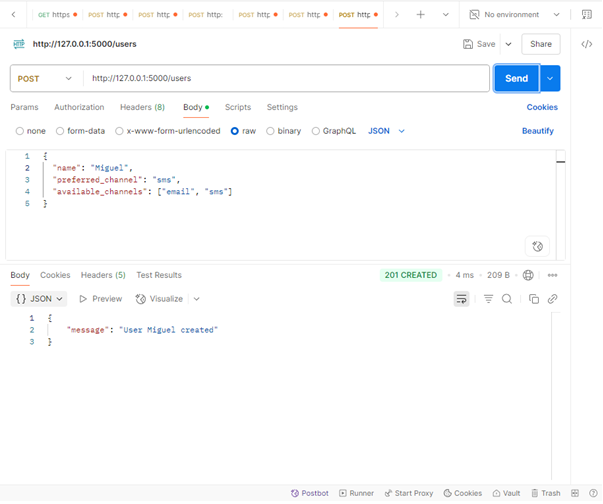 GET https POST http POST http POST http: POST http POST http POST http No environment
http://127.0.0.1:5000/users Save Share
POST http://127.0.0.1:5000/users Send
Params Authorization Headers (8) Body Scripts Settings Cookies
none form-data x-www-form-urlencoded raw binary GraphQL JSON Beautify
1 {
2 "name": "Miguel",
3 "preferred_channel": "sms",
4 "available_channels": ["email", "sms"]
5 }
Body Cookies Headers (5) Test Results 201 CREATED • 4 ms • 209 B
{} JSON Preview Visualize
1 {
2 "message": "User Miguel created"
3 }
Postbot Runner Start Proxy Cookies Vault Trash